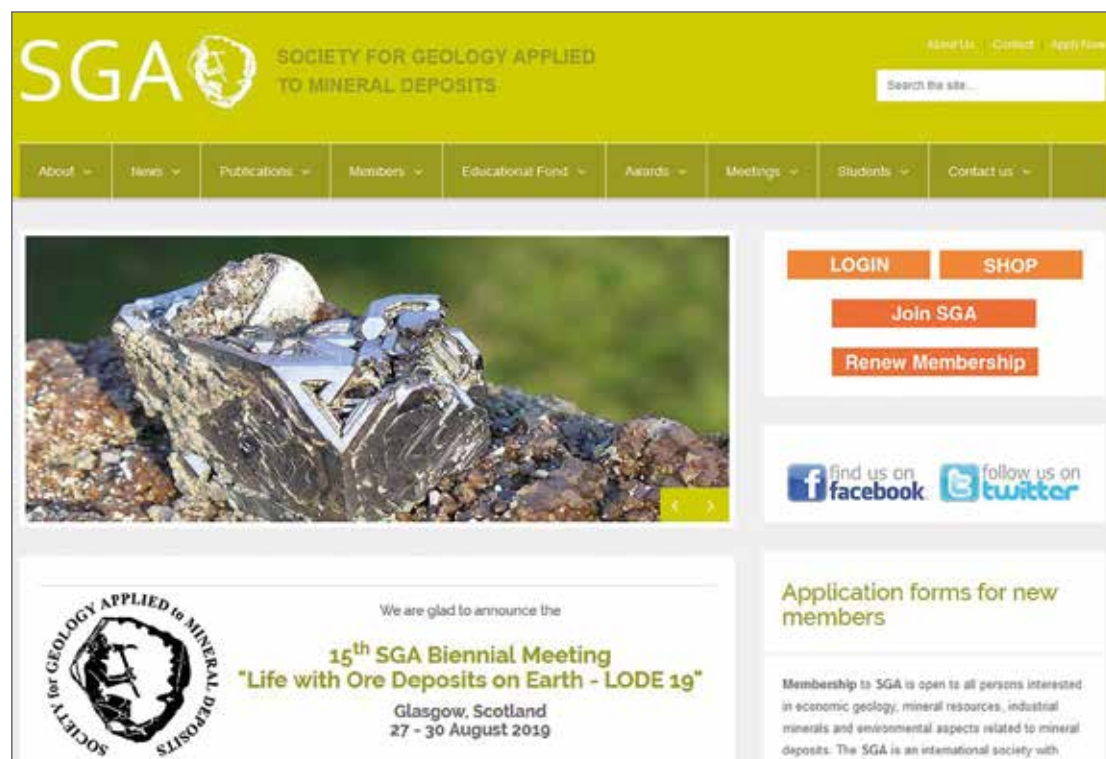 SGA
SOCIETY FOR GEOLOGY APPLIED
TO MINERAL DEPOSITS
About Us Contact Apply Now
Search the site...
About News Publications Members Educational Fond Awards Meetings Students Contact us
LOGIN SHOP
Join SGA
Renew Membership
find us on
facebook
follow us on
twitter
SOCIETY for GEOLOGY APPLIED to MINERAL DEPOSITS
We are glad to announce the
15th SGA Biennial Meeting
"Life with Ore Deposits on Earth - LODE 19"
Glasgow, Scotland
27 - 30 August 2019
Application forms for new
members
Membership to SGA is open to all persons interested
in economic geology, mineral resources, industrial
minerals and environmental aspects related to mineral
deposits. The SGA is an international society with